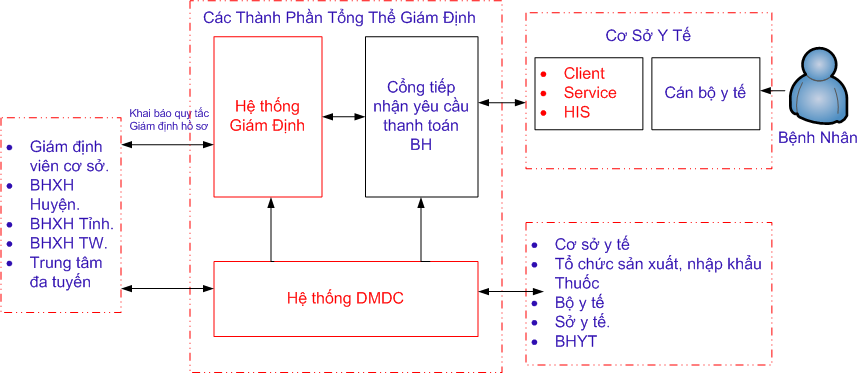 Các Thành Phần Tổng Thể Giám Định
Cơ Sở Y Tế
Hệ thống
Giám Định
Cổng tiếp
nhận yêu cầu
thanh toán
BH
Client
Service
HIS
Cán bộ y tế
Bệnh Nhân
Khai báo quy tắc
Giám định hồ sơ
Giám định
viên cơ sở.
BHXH
Huyện.
BHXH Tỉnh.
BHXH TW.
Trung tâm
đa tuyến
Hệ thống DMDC
Cơ sở y tế
Tổ chức sản xuất, nhập khẩu
Thuốc
Bộ y tế
Sở y tế.
BHYT